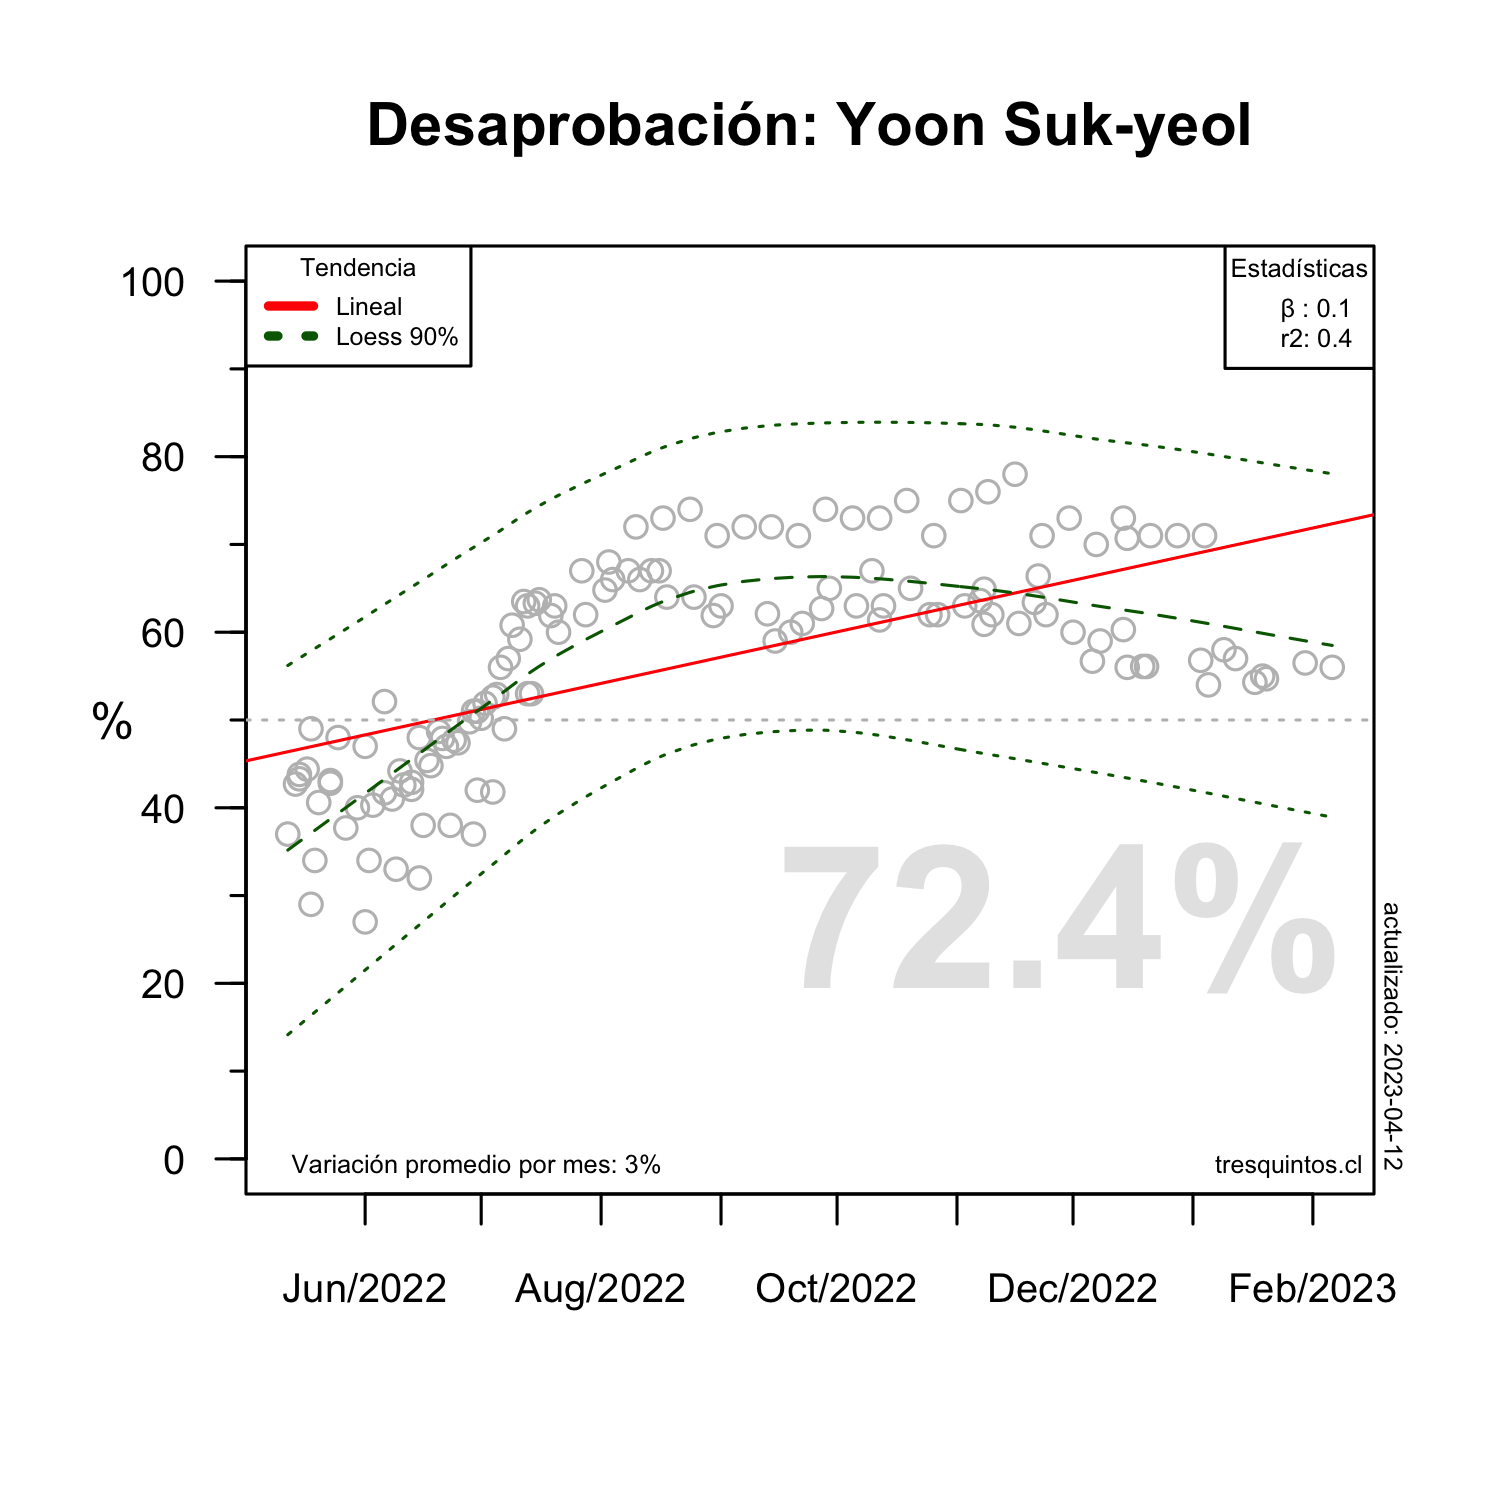 Desaprobación: Yoon Suk-yeol
Tendencia
Lineal
Loess 90%
Estadísticas
β : 0.1
r2: 0.4
100
80
60
40
20
0
%
72.4%
actualizado: 2023-04-12
Variación promedio por mes: 3%
tresquintos.cl
Jun/2022
Aug/2022
Oct/2022
Dec/2022
Feb/2023